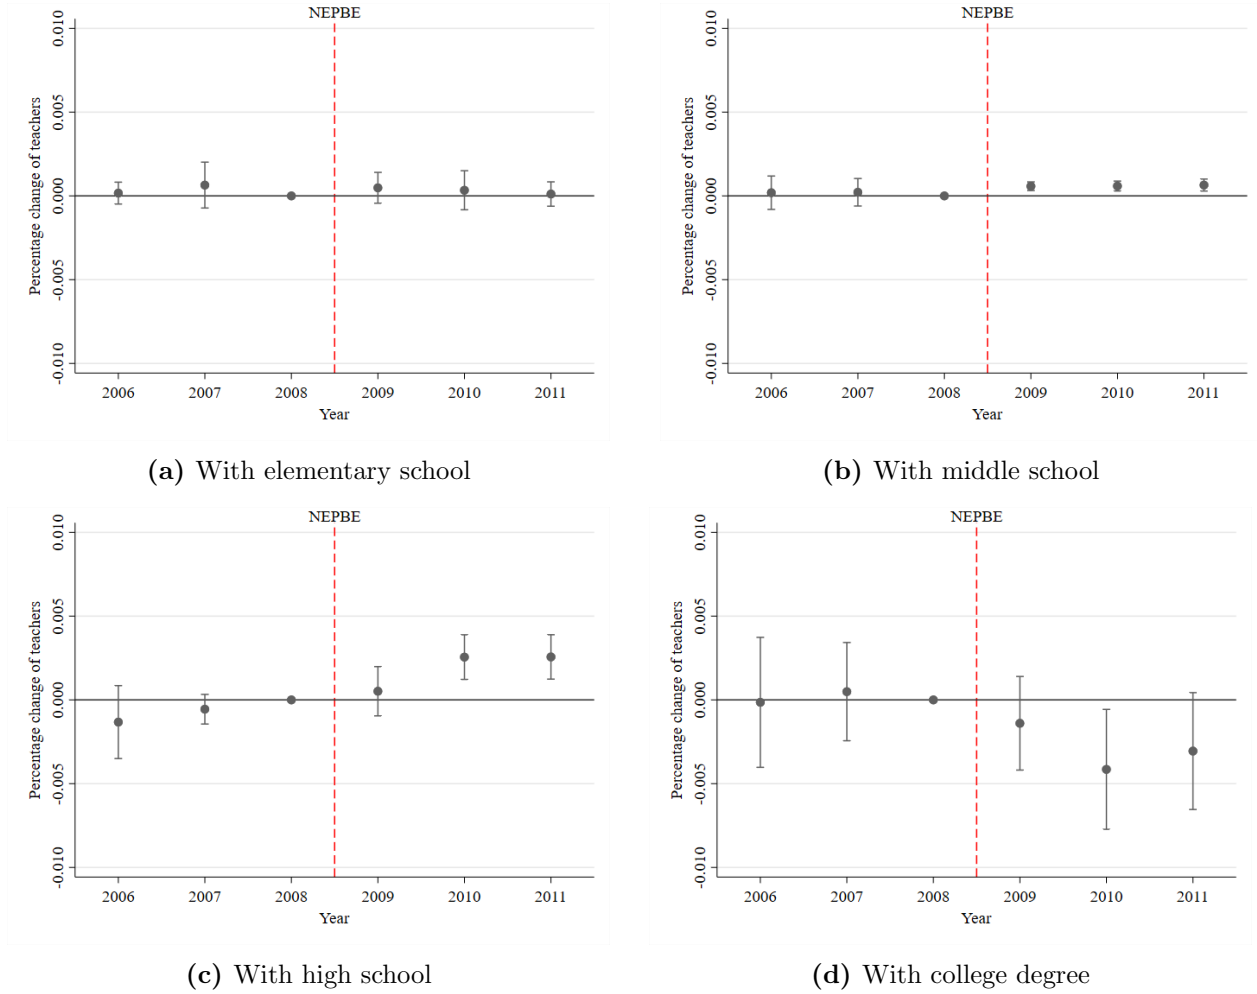 NEPBE
Percentage change of teachers
0.010
0.005
0.000
-0.005
-0.010
2006 2007 2008 2009 2010 2011
Year
(a) With elementary school
NEPBE
Percentage change of teachers
0.010
0.005
0.000
-0.005
-0.010
2006 2007 2008 2009 2010 2011
Year
(b) With middle school
NEPBE
Percentage change of teachers
0.010
0.005
0.000
-0.005
-0.010
2006 2007 2008 2009 2010 2011
Year
(c) With high school
NEPBE
Percentage change of teachers
0.010
0.005
0.000
-0.005
-0.010
2006 2007 2008 2009 2010 2011
Year
(d) With college degree